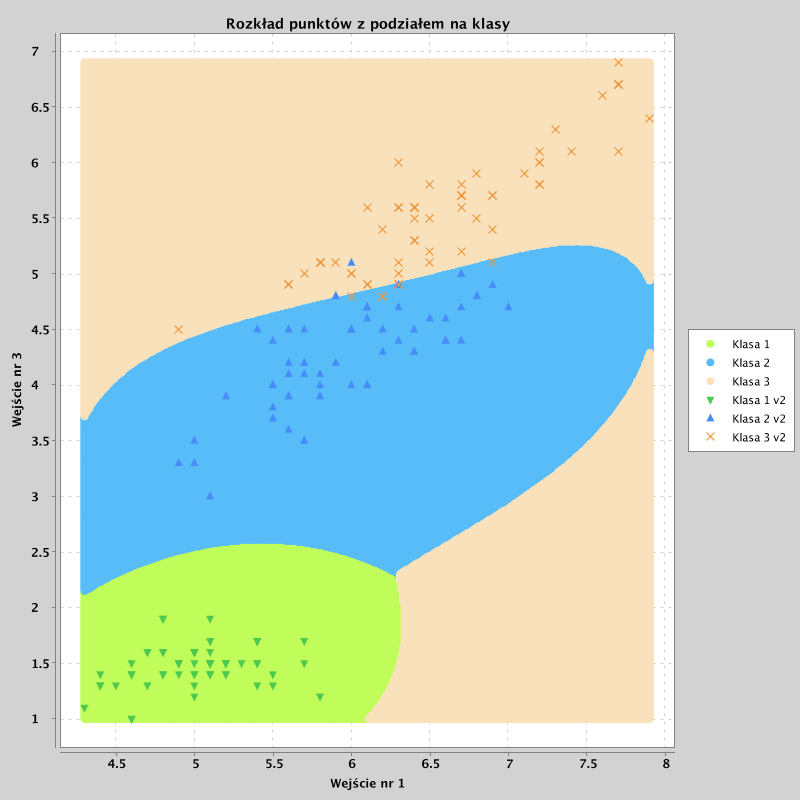 Rozkład punktów z podziałem na klasy
7
6.5
6
5.5
5
4.5
4
3.5
3
2.5
2
1.5
1
Wejście nr 3
4.5 5 5.5 6 6.5 7 7.5 8
Wejście nr 1
Klasa 1
Klasa 2
Klasa 3
Klasa 1 v2
Klasa 2 v2
Klasa 3 v2